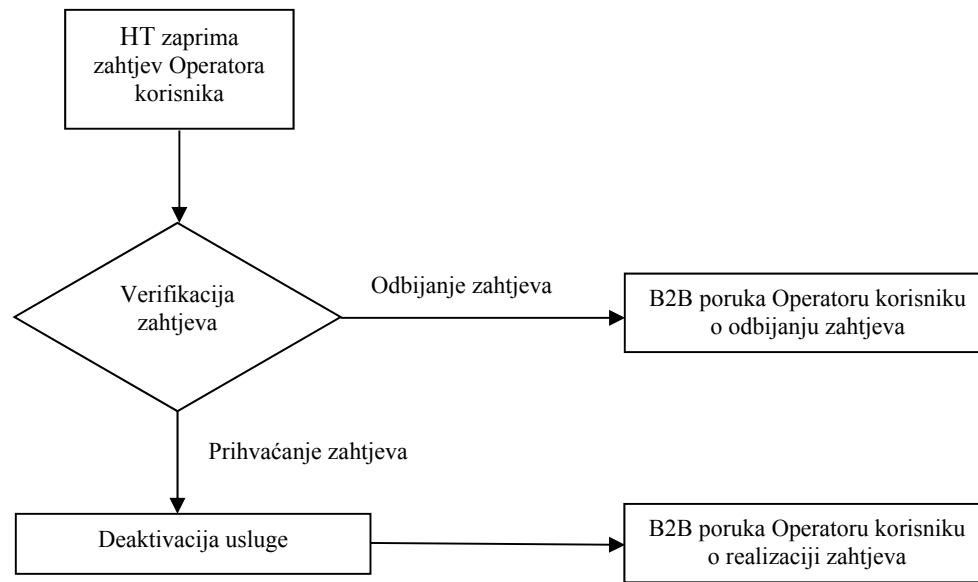 HT zaprima
zahtjev Operatora
korisnika
Verifikacija
zahtjeva
Odbijanje zahtjeva
B2B poruka Operatoru korisniku
o odbijanju zahtjeva
Prihvaćanje zahtjeva
Deaktivacija usluge
B2B poruka Operatoru korisniku
o realizaciji zahtjeva